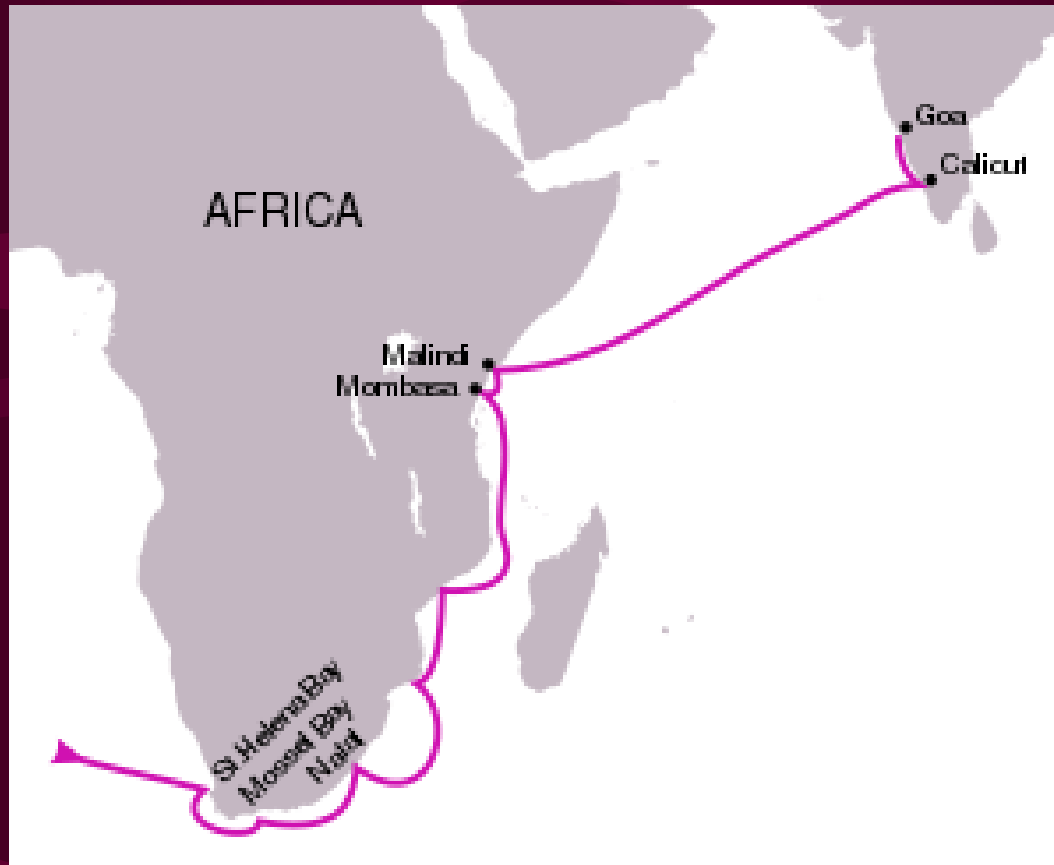 Goa
Calicut
AFRICA
Malindi
Mombasa
St. Helena Bay
Mossel Bay
Natal